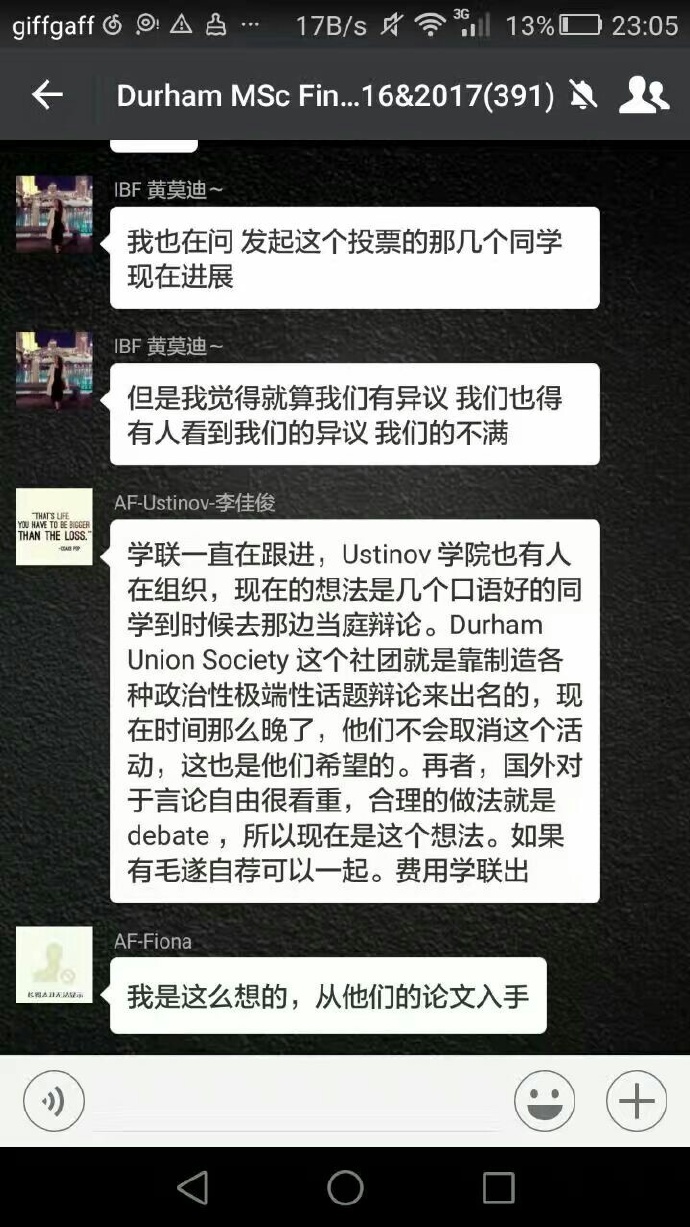 giffgaff ... 17B/s 3G 13% 23:05
Durham MSc Fin...16&2017(391)
IBF 黄莫迪~
我也在问 发起这个投票的那几个同学
现在进展
IBF 黄莫迪~
但是我觉得就算我们有异议 我们也得
有人看到我们的异议 我们的不满
"THAT'S LIFE
YOU HAVE TO BE BIGGER
THAN THE LOSS."
-COACH POP
AF-Ustinov-李佳俊
学联一直在跟进，Ustinov 学院也有人
在组织，现在的想法是几个口语好的同
学到时候去那边当庭辩论。Durham
Union Society 这个社团就是靠制造各
种政治性极端性话题辩论来出名的，现
在时间那么晚了，他们不会取消这个活
动，这也是他们希望的。再者，国外对
于言论自由很看重，合理的做法就是
debate ，所以现在是这个想法。如果
有毛遂自荐可以一起。费用学联出
AF-Fiona
我是这么想的，从他们的论文入手